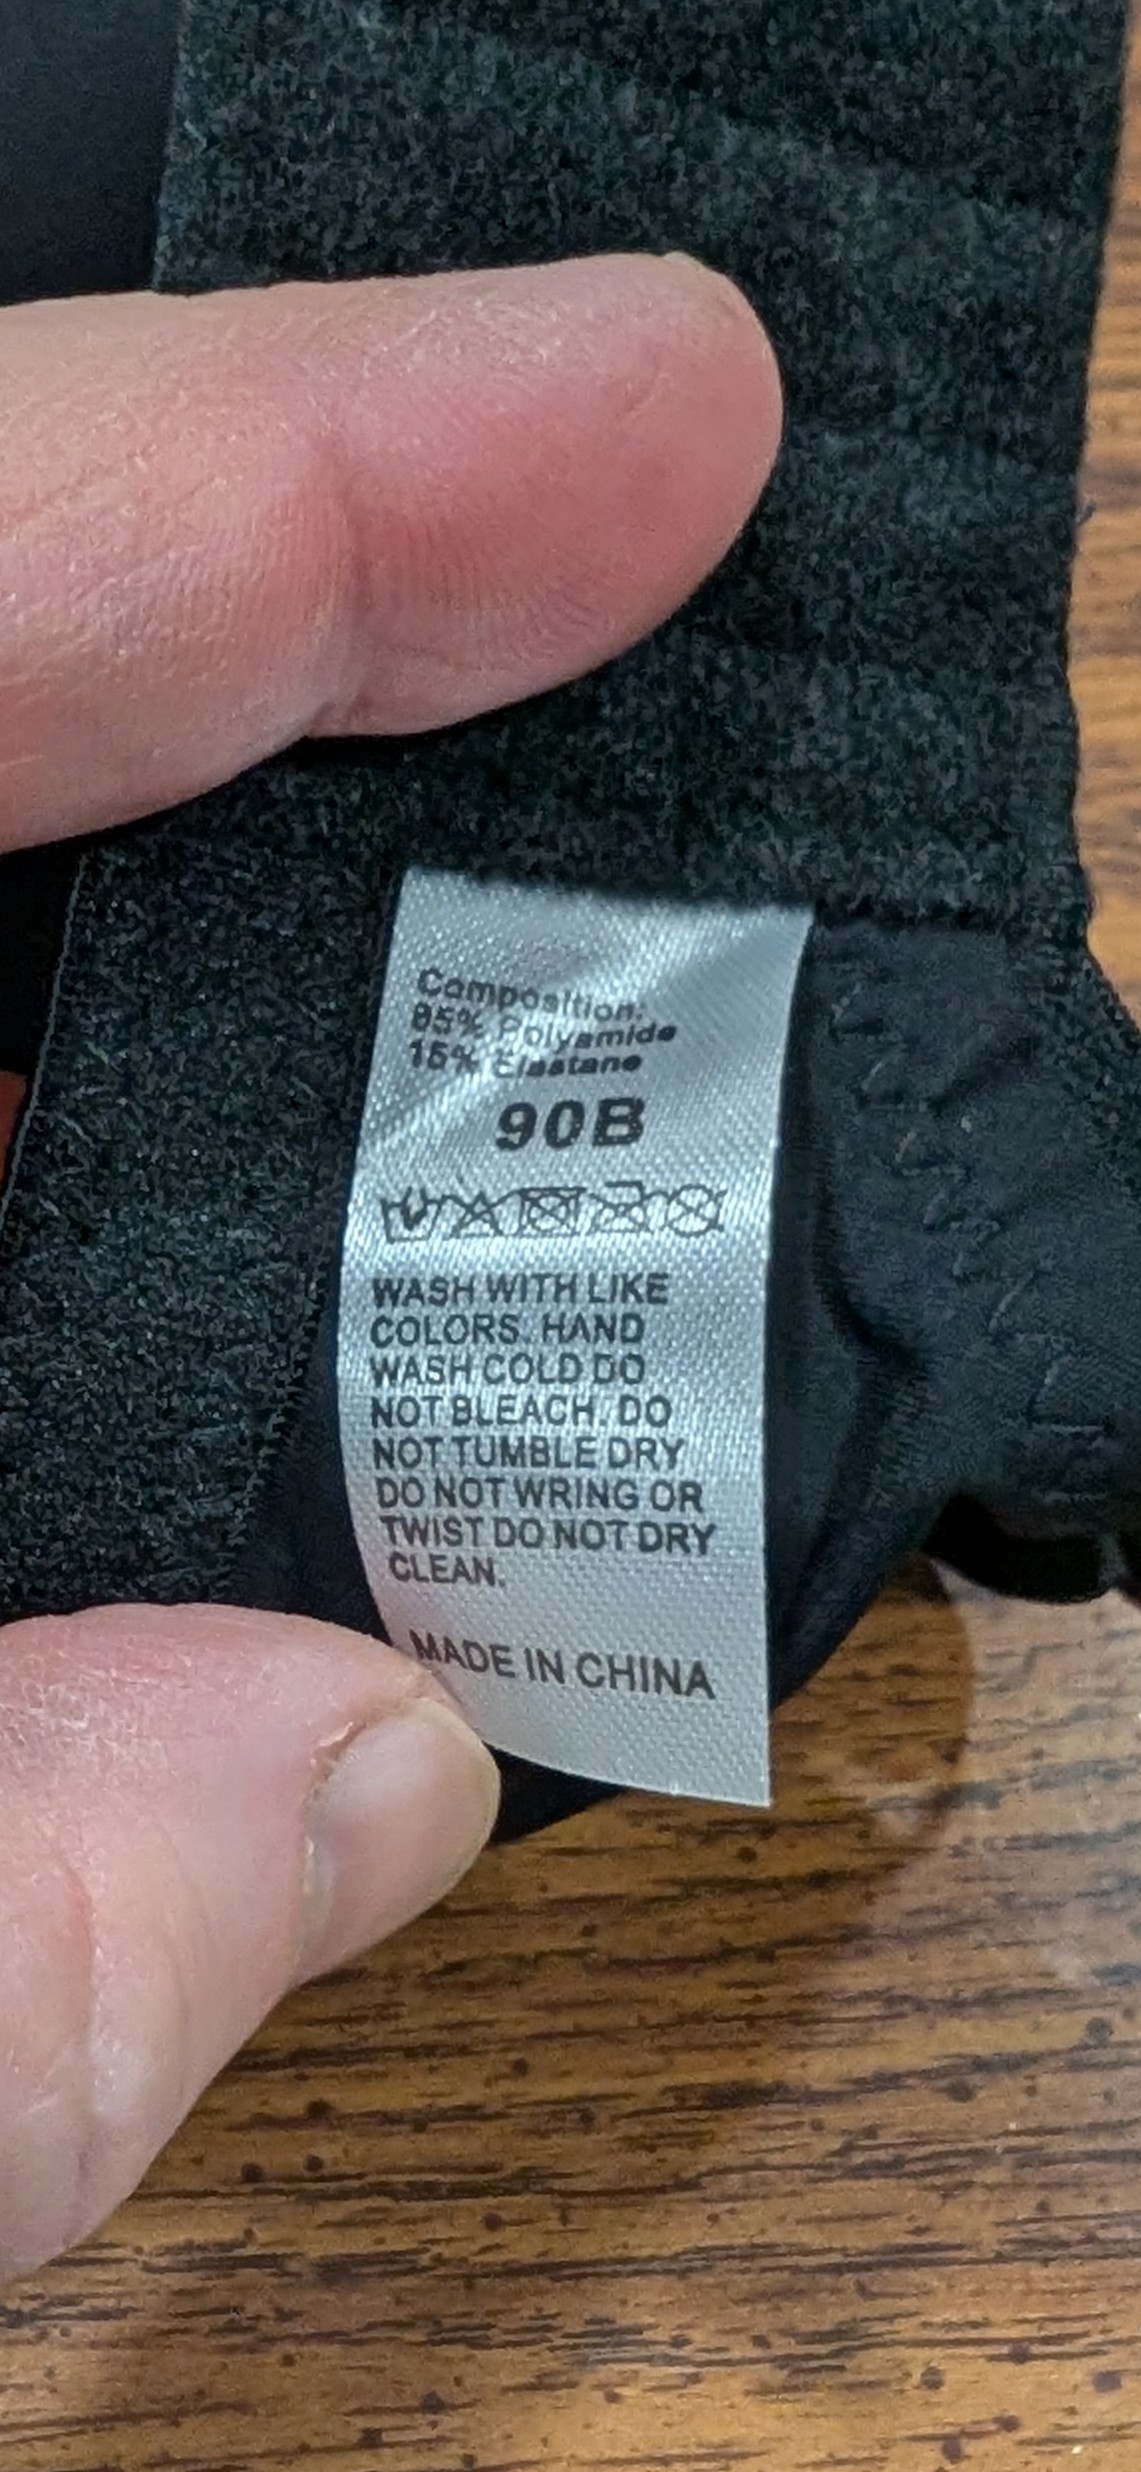 Composition:
85% Polyamide
15% Elastane
90B
WASH WITH LIKE
COLORS. HAND
WASH COLD DO
NOT BLEACH. DO
NOT TUMBLE DRY
DO NOT WRING OR
TWIST DO NOT DRY
CLEAN.
MADE IN CHINA